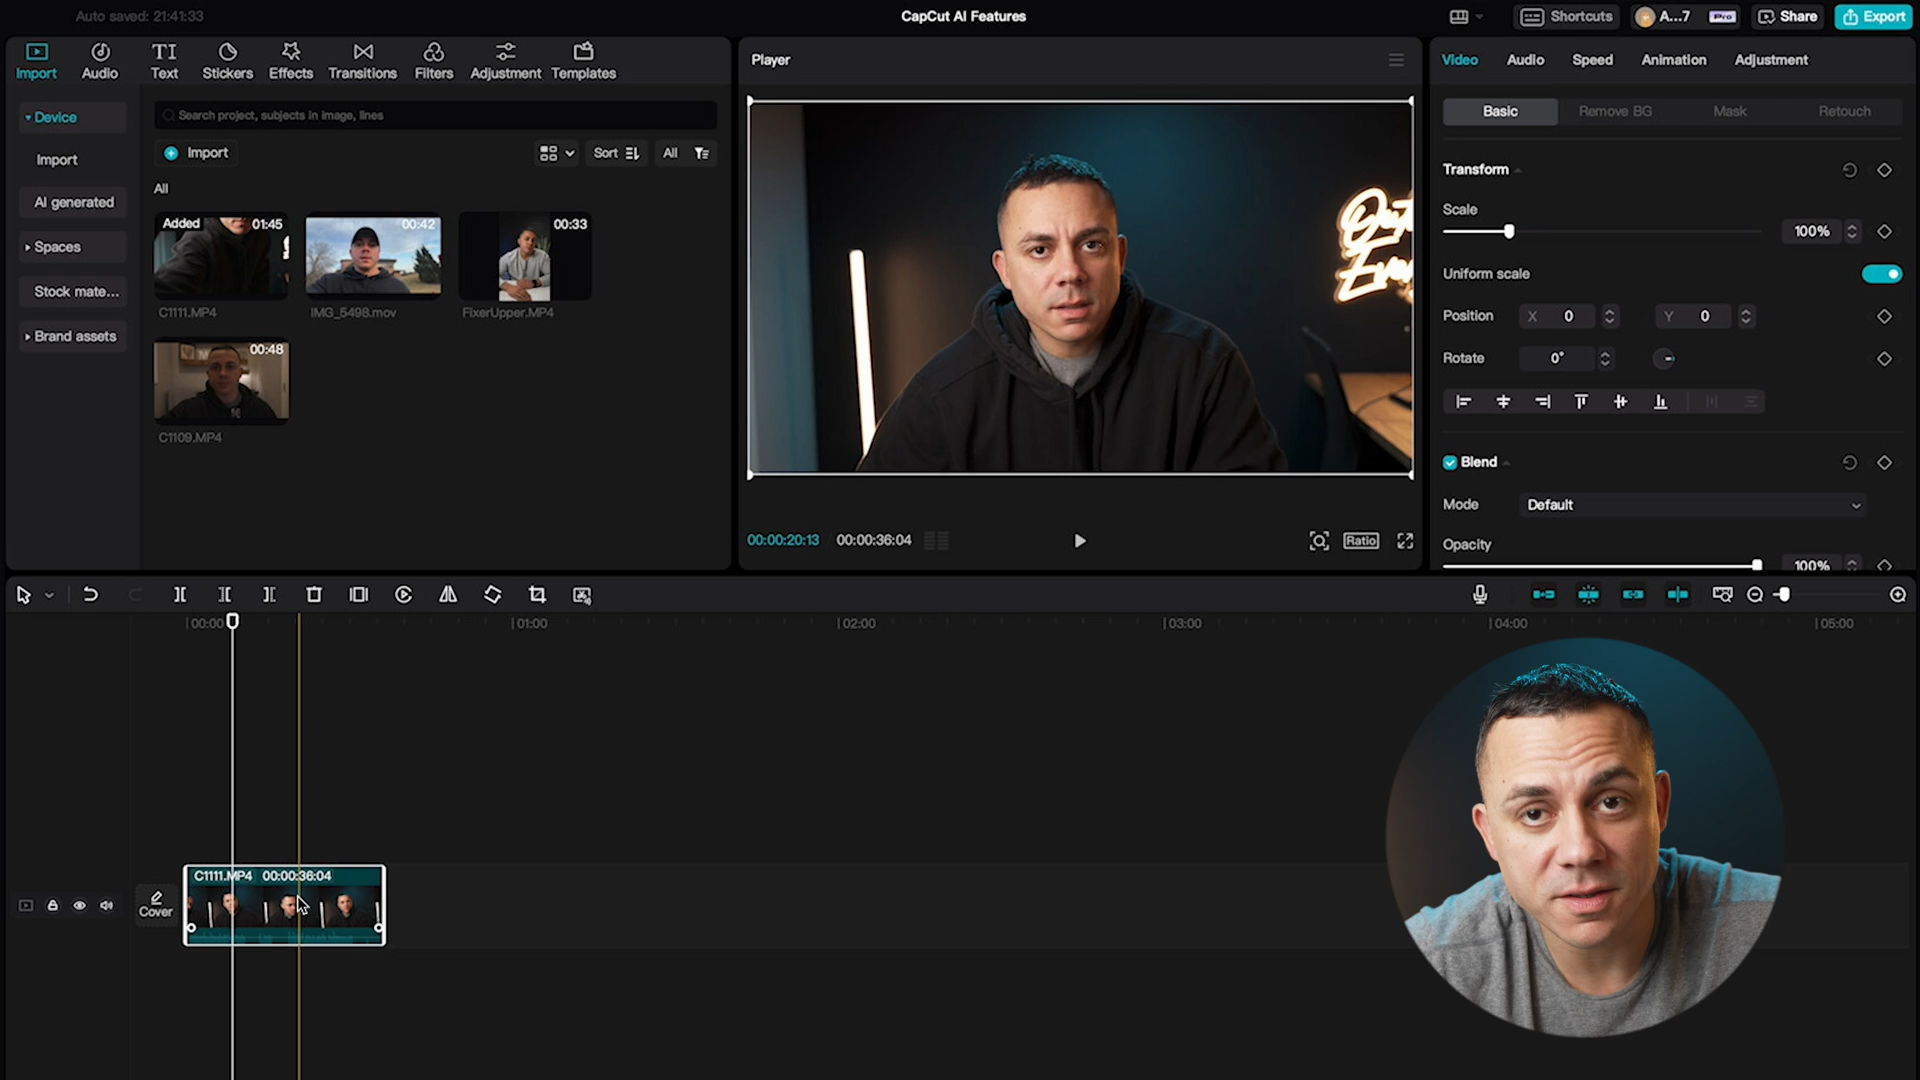 Auto saved: 21:41:33
CapCut AI Features
Shortcuts
A...7
Pro
Share
Export
Import
Audio
Text
Stickers
Effects
Transitions
Filters
Adjustment
Templates
Device
Import
AI generated
Spaces
Stock mate...
Brand assets
Search project, subjects in image, lines
Import
Sort
All
All
Added 01:45
C1111.MP4
00:42
IMG_5498.mov
00:33
FixerUpper.MP4
00:48
C1109.MP4
Player
00:00:20:13
00:00:36:04
Ratio
Video
Audio
Speed
Animation
Adjustment
Basic
Remove BG
Mask
Retouch
Transform
Scale
100%
Uniform scale
Position
X 0
Y 0
Rotate
0°
Blend
Mode
Default
Opacity
100%
00:00
01:00
02:00
03:00
04:00
05:00
Cover
C1111.MP4 00:00:36:04